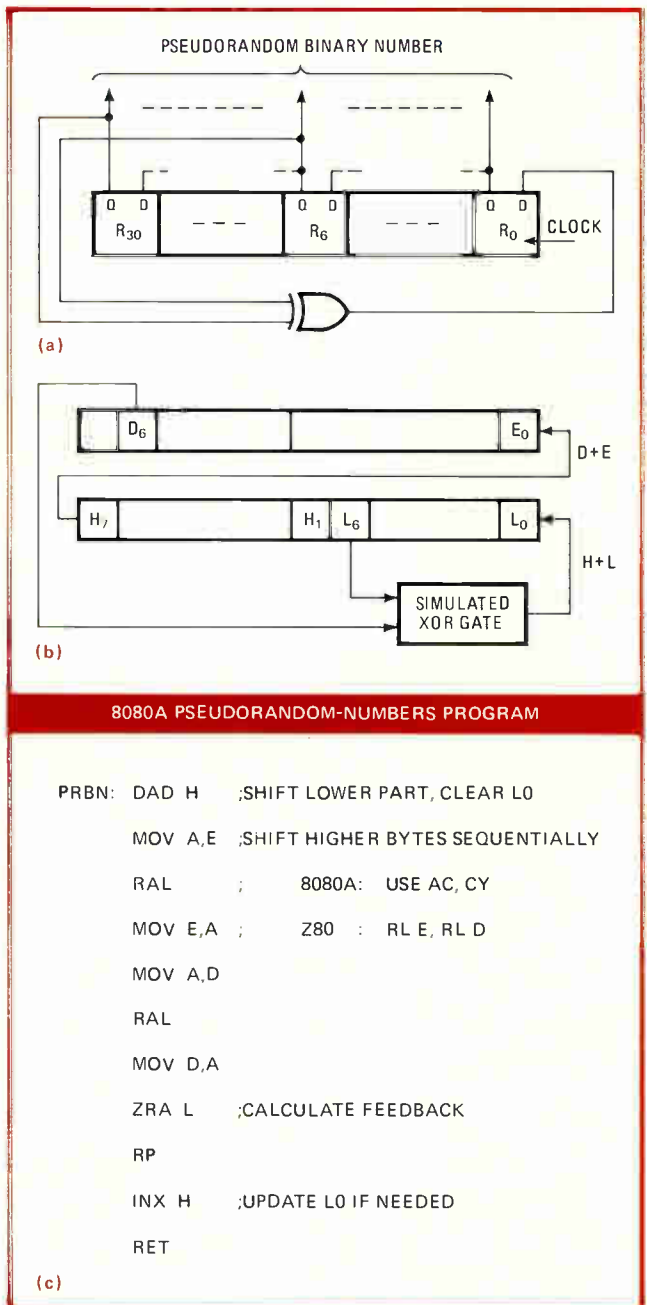 PSEUDORANDOM BINARY NUMBER
Q D Q D Q D
R30 R6 R0 CLOCK
(a)
D6 E0
D+E
H7 H1 L6 L0
H+L
SIMULATED
XOR GATE
(b)
8080A PSEUDORANDOM-NUMBERS PROGRAM
PRBN: DAD H ;SHIFT LOWER PART, CLEAR L0
MOV A,E ;SHIFT HIGHER BYTES SEQUENTIALLY
RAL ; 8080A: USE AC, CY
MOV E,A ; Z80 : RL E, RL D
MOV A,D
RAL
MOV D,A
ZRA L ;CALCULATE FEEDBACK
RP
INX H ;UPDATE L0 IF NEEDED
RET
(c)